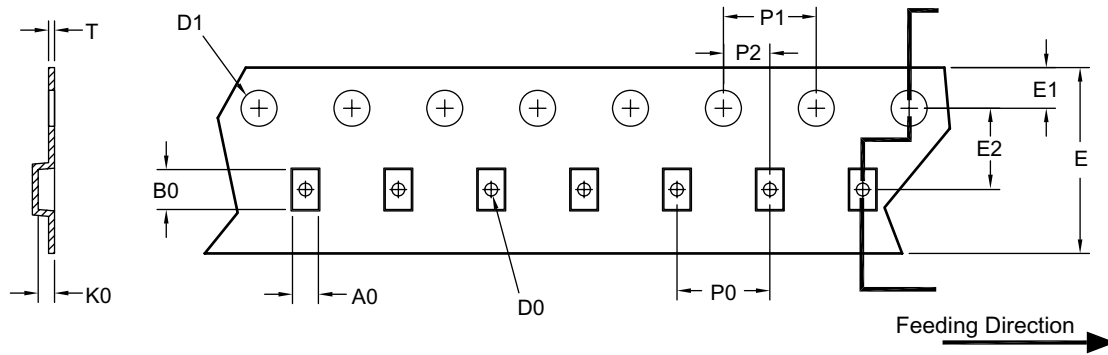 T
D1
P1
P2
E1
E2
E
B0
K0
A0
D0
P0
Feeding Direction